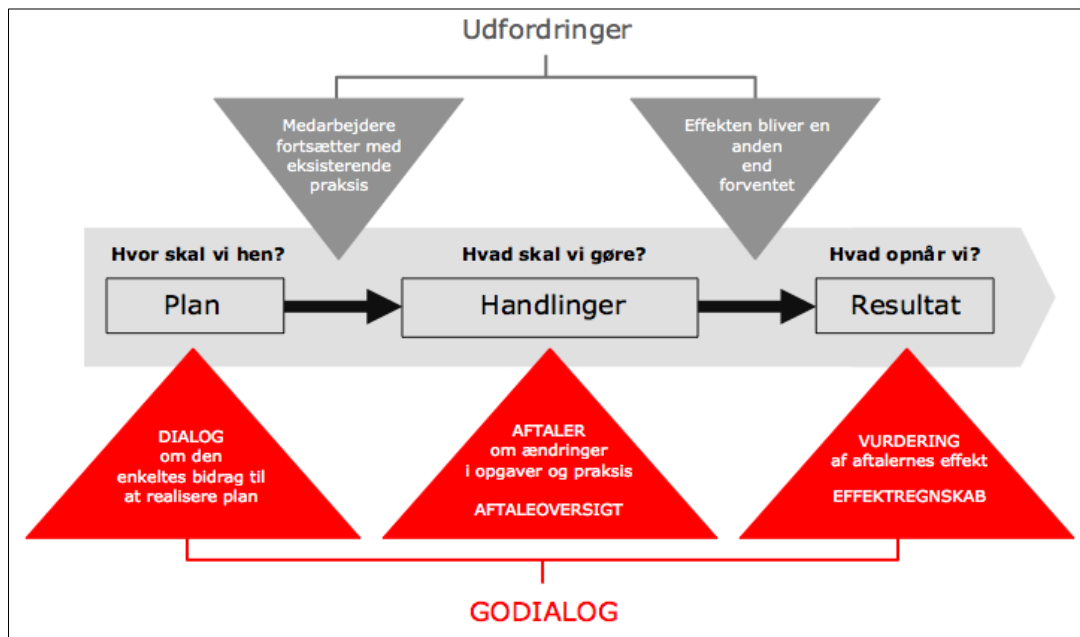 Udfordringer
Medarbejdere
fortsætter med
eksisterende
praksis
Effekten bliver en
anden
end
forventet
Hvor skal vi hen?
Hvad skal vi gøre?
Hvad opnår vi?
Plan
Handlinger
Resultat
DIALOG
om den
enkeltes bidrag til
at realisere plan
AFTALER
om ændringer
i opgaver og praksis
AFTALEOVERSIGT
VURDERING
af aftalernes effekt
EFFEKTREGNSKAB
GODIALOG